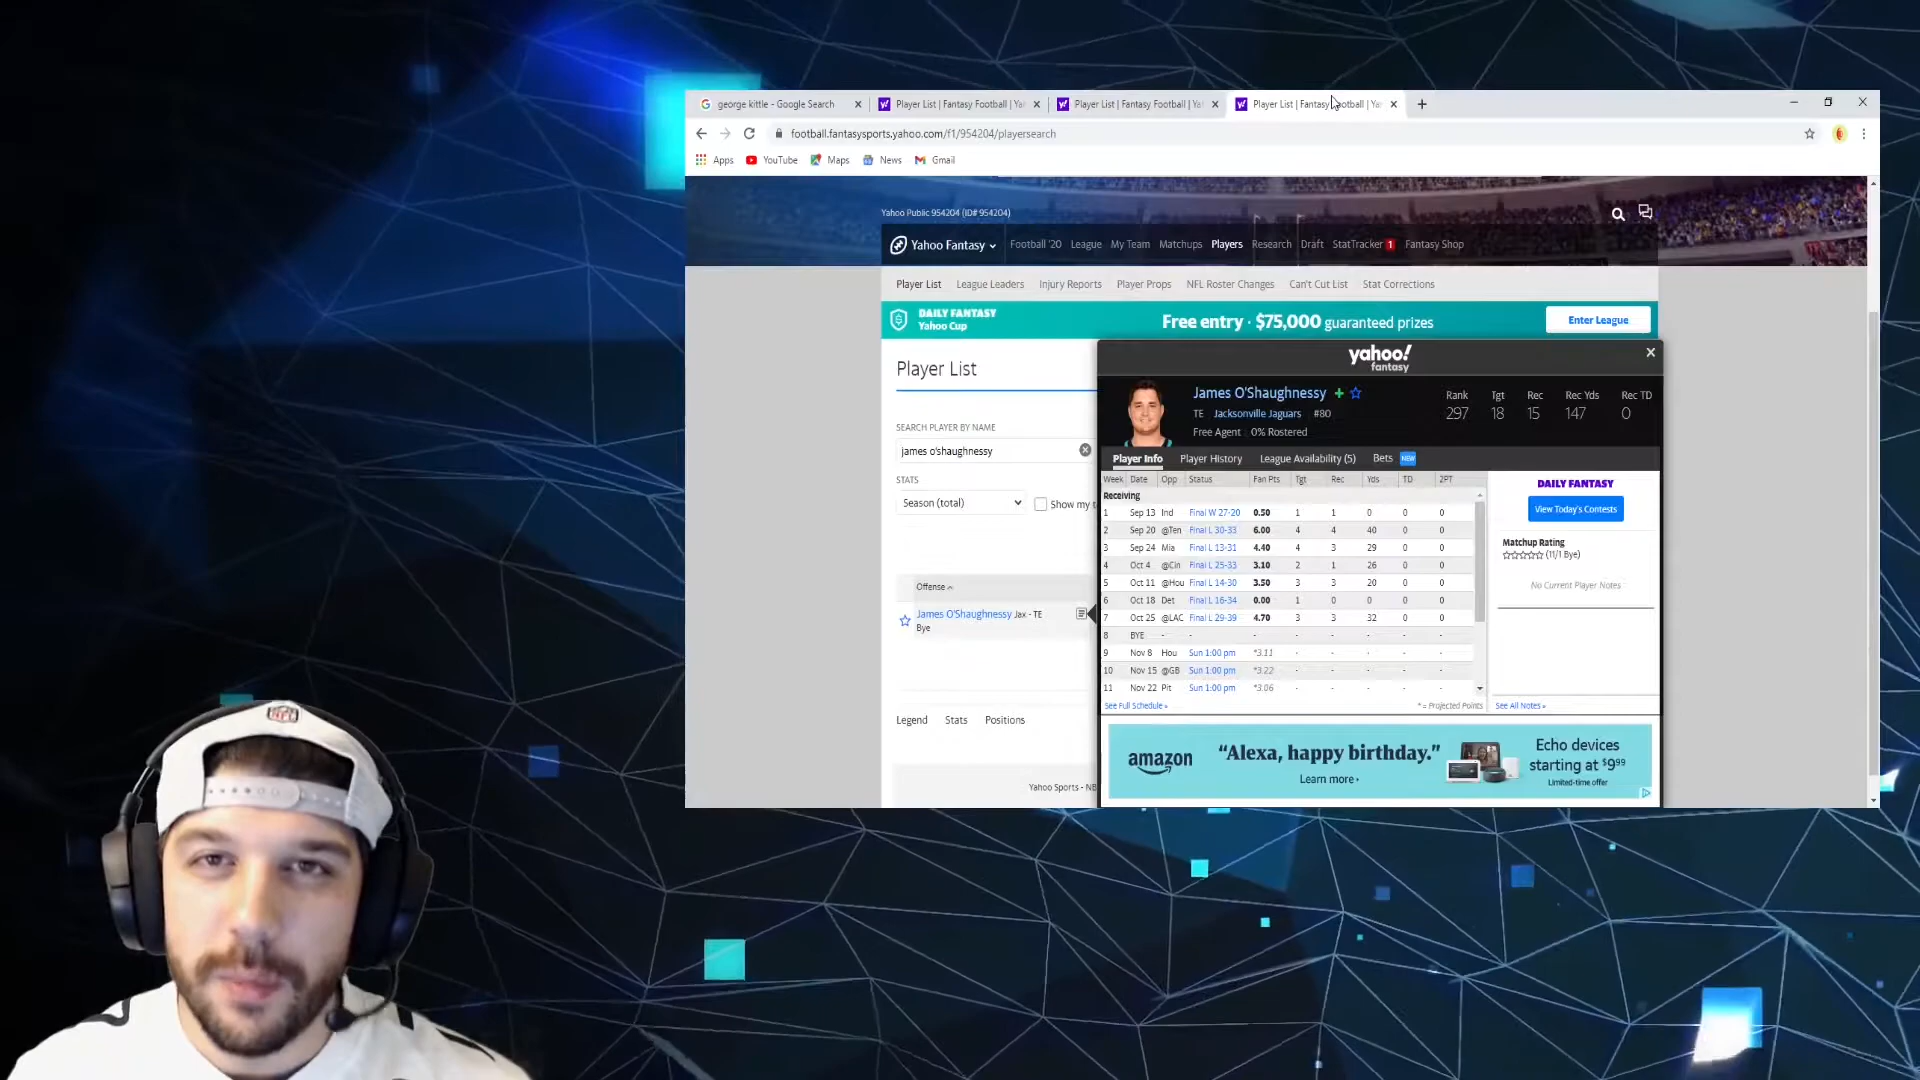 george kittle - Google Search
Player List | Fantasy Football | Ya
Player List | Fantasy Football | Ya
Player List | Fantasy Football | Ya
football.fantasysports.yahoo.com/f1/954204/playersearch
Apps YouTube Maps News Gmail
Yahoo Public 954204 (ID# 954204)
Yahoo Fantasy Football '20 League My Team Matchups Players Research Draft StatTracker 1 Fantasy Shop
Player List League Leaders Injury Reports Player Props NFL Roster Changes Can't Cut List Stat Corrections
DAILY FANTASY
Yahoo Cup
Free entry · $75,000 guaranteed prizes
Enter League
Player List
SEARCH PLAYER BY NAME
james o'shaughnessy
STATS
Season (total) Show my
Offense
James O'Shaughnessy Jax - TE
Bye
Legend Stats Positions
Yahoo Sports - NB
yahoo!
fantasy
James O'Shaughnessy
TE Jacksonville Jaguars #80
Free Agent 0% Rostered
Rank Tgt Rec Rec Yds Rec TD
297 18 15 147 0
Player Info Player History League Availability (5) Bets NEW
Week Date Opp Status Fan Pts Tgt Rec Yds TD 2PT
Receiving
1 Sep 13 Ind Final W 27-20 0.50 1 1 0 0 0
2 Sep 20 @Ten Final L 30-33 6.00 4 4 40 0 0
3 Sep 24 Mia Final L 13-31 4.40 4 3 29 0 0
4 Oct 4 @Cin Final L 25-33 3.10 2 1 26 0 0
5 Oct 11 @Hou Final L 14-30 3.50 3 3 20 0 0
6 Oct 18 Det Final L 16-34 0.00 1 0 0 0 0
7 Oct 25 @LAC Final L 29-39 4.70 3 3 32 0 0
8 BYE - - - - - - -
9 Nov 8 Hou Sun 1:00 pm *3.11 - - - - -
10 Nov 15 @GB Sun 1:00 pm *3.22 - - - - -
11 Nov 22 Pit Sun 1:00 pm *3.06 - - - - -
See Full Schedule »
* = Projected Points
DAILY FANTASY
View Today's Contests
Matchup Rating
(11/1 Bye)
No Current Player Notes
See All Notes »
amazon
"Alexa, happy birthday."
Learn more ›
Echo devices
starting at $9.99
Limited-time offer
NFL